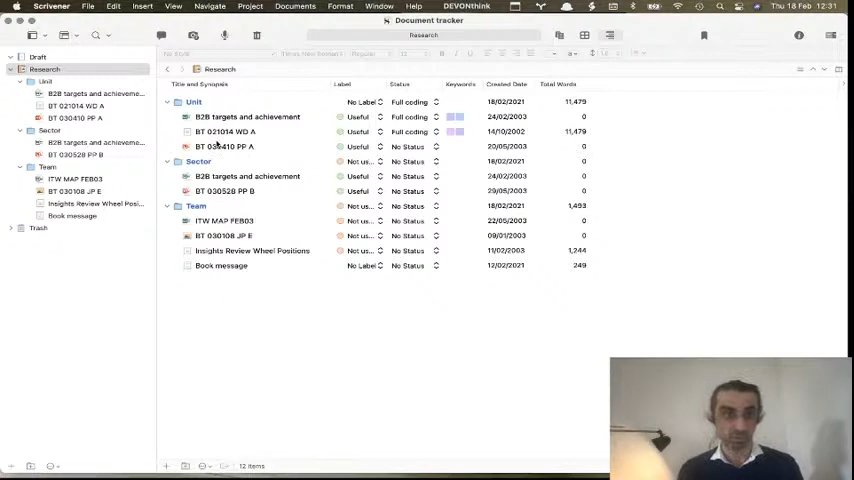 Scrivener File Edit Insert View Navigate Project Documents Format Window Help DEVONthink Thu 18 Feb 12:31
Document tracker
Research
No Style Times New Roman Regular 12 B I U 1.0
Draft
Research
Unit
B2B targets and achieveme...
BT 021014 WD A
BT 030410 PP A
Sector
B2B targets and achieveme...
BT 030528 PP B
Team
ITW MAP FEB03
BT 030108 JP E
Insights Review Wheel Posi...
Book message
Trash
Research
Title and Synopsis Label Status Keywords Created Date Total Words
Unit No Label Full coding 18/02/2021 11,479
B2B targets and achievement Useful Full coding 24/02/2003
BT 021014 WD A Useful Full coding 14/10/2002 11,479
BT 030410 PP A Useful No Status 20/05/2003
Sector Not us... No Status 18/02/2021
B2B targets and achievement Useful No Status 24/02/2003
BT 030528 PP B Useful No Status 29/05/2003
Team Not us... No Status 18/02/2021 1,493
ITW MAP FEB03 Not us... No Status 22/05/2003
BT 030108 JP E Not us... No Status 09/01/2003
Insights Review Wheel Positions Not us... No Status 11/02/2003 1,244
Book message No Label No Status 12/02/2021 249
12 items